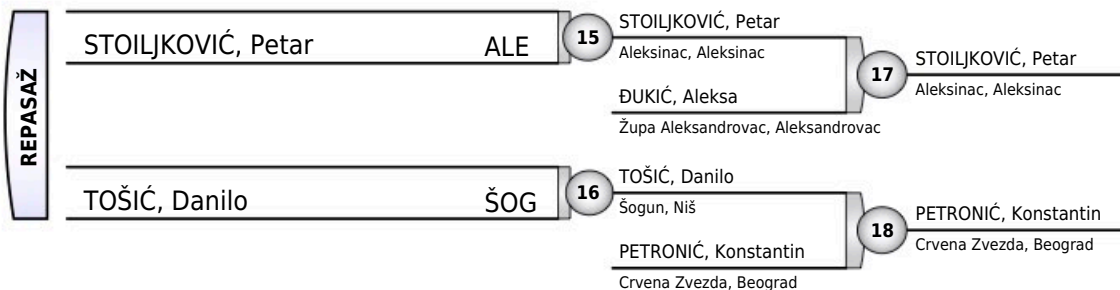 REPASAŽ
STOILJKOVIĆ, Petar ALE
15
STOILJKOVIĆ, Petar
Aleksinac, Aleksinac
ĐUKIĆ, Aleksa
Župa Aleksandrovac, Aleksandrovac
17
STOILJKOVIĆ, Petar
Aleksinac, Aleksinac
TOŠIĆ, Danilo ŠOG
16
TOŠIĆ, Danilo
Šogun, Niš
PETRONIĆ, Konstantin
Crvena Zvezda, Beograd
18
PETRONIĆ, Konstantin
Crvena Zvezda, Beograd